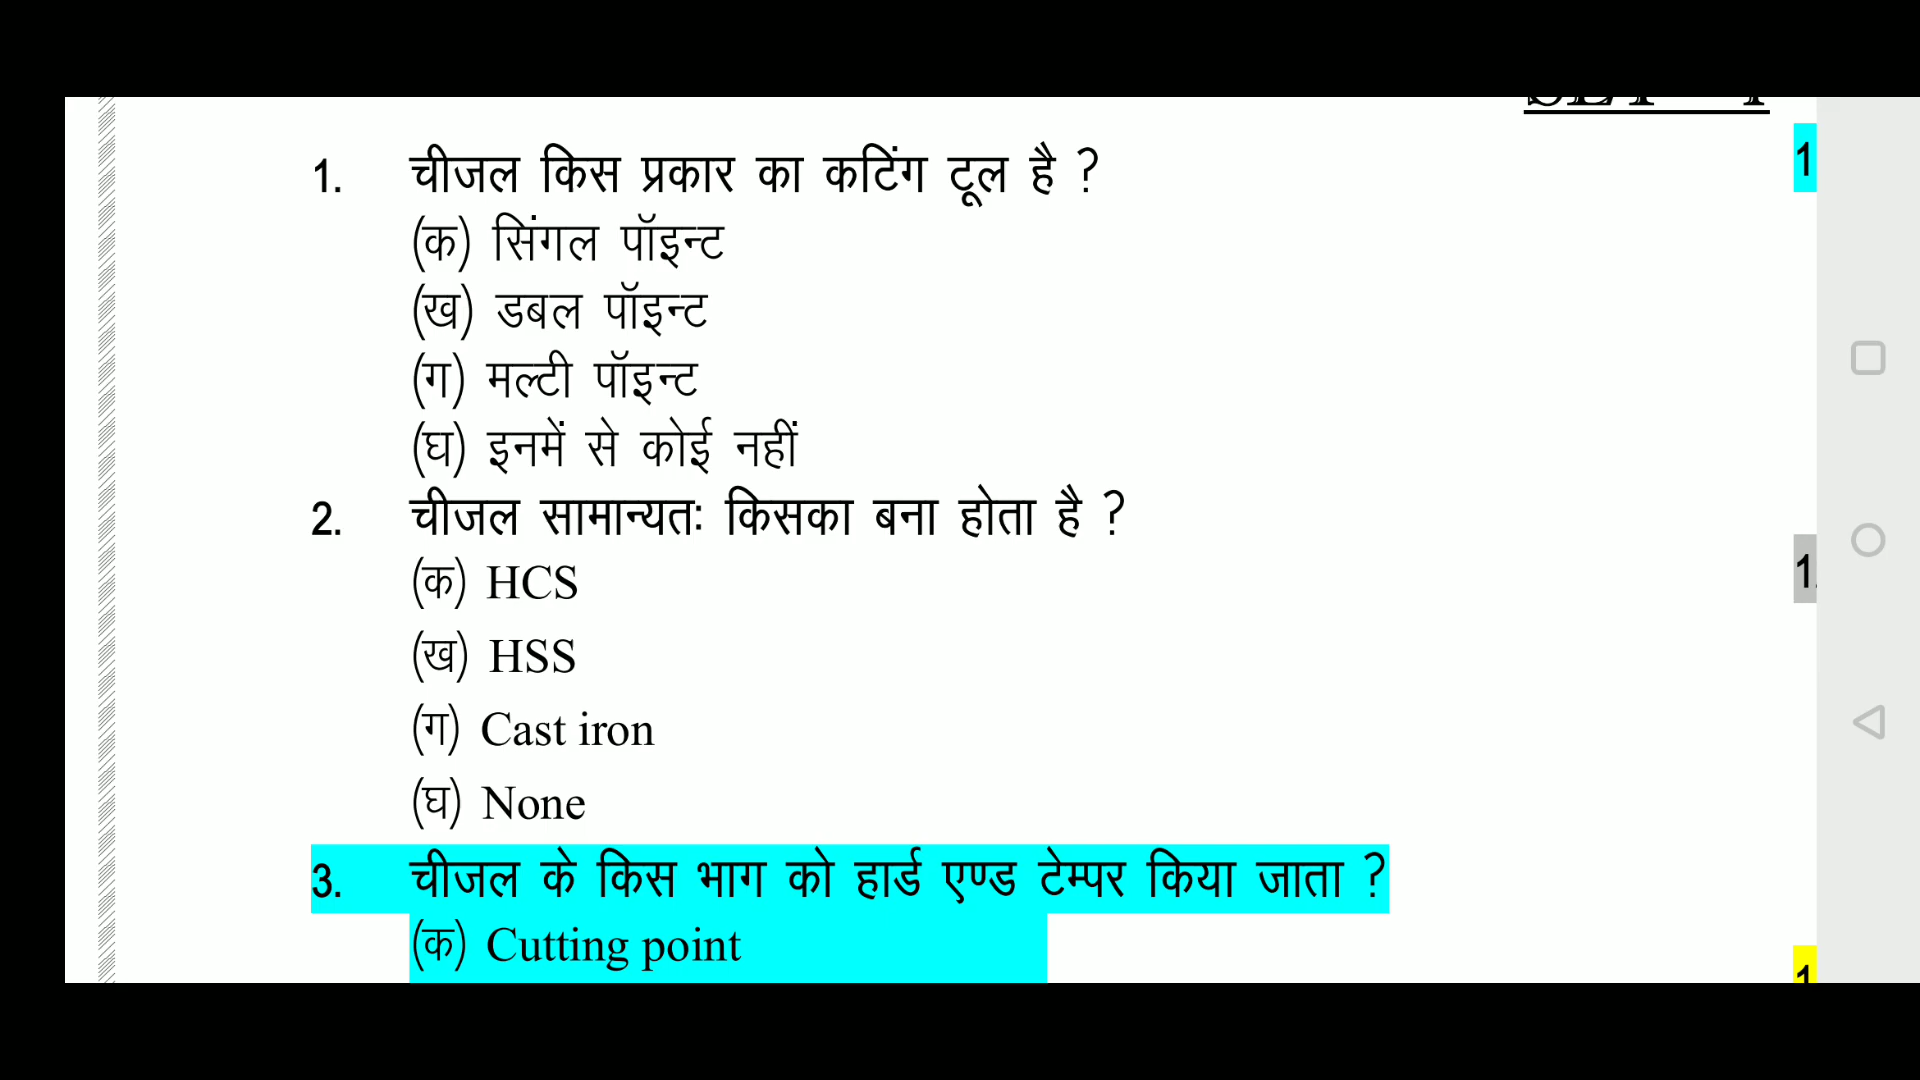 1. चीजल किस प्रकार का कटिंग टूल है ?
(क) सिंगल पॉइन्ट
(ख) डबल पॉइन्ट
(ग) मल्टी पॉइन्ट
(घ) इनमें से कोई नहीं
2. चीजल सामान्यतः किसका बना होता है ?
(क) HCS
(ख) HSS
(ग) Cast iron
(घ) None
3. चीजल के किस भाग को हार्ड एण्ड टेम्पर किया जाता ?
(क) Cutting point
1
1.
1